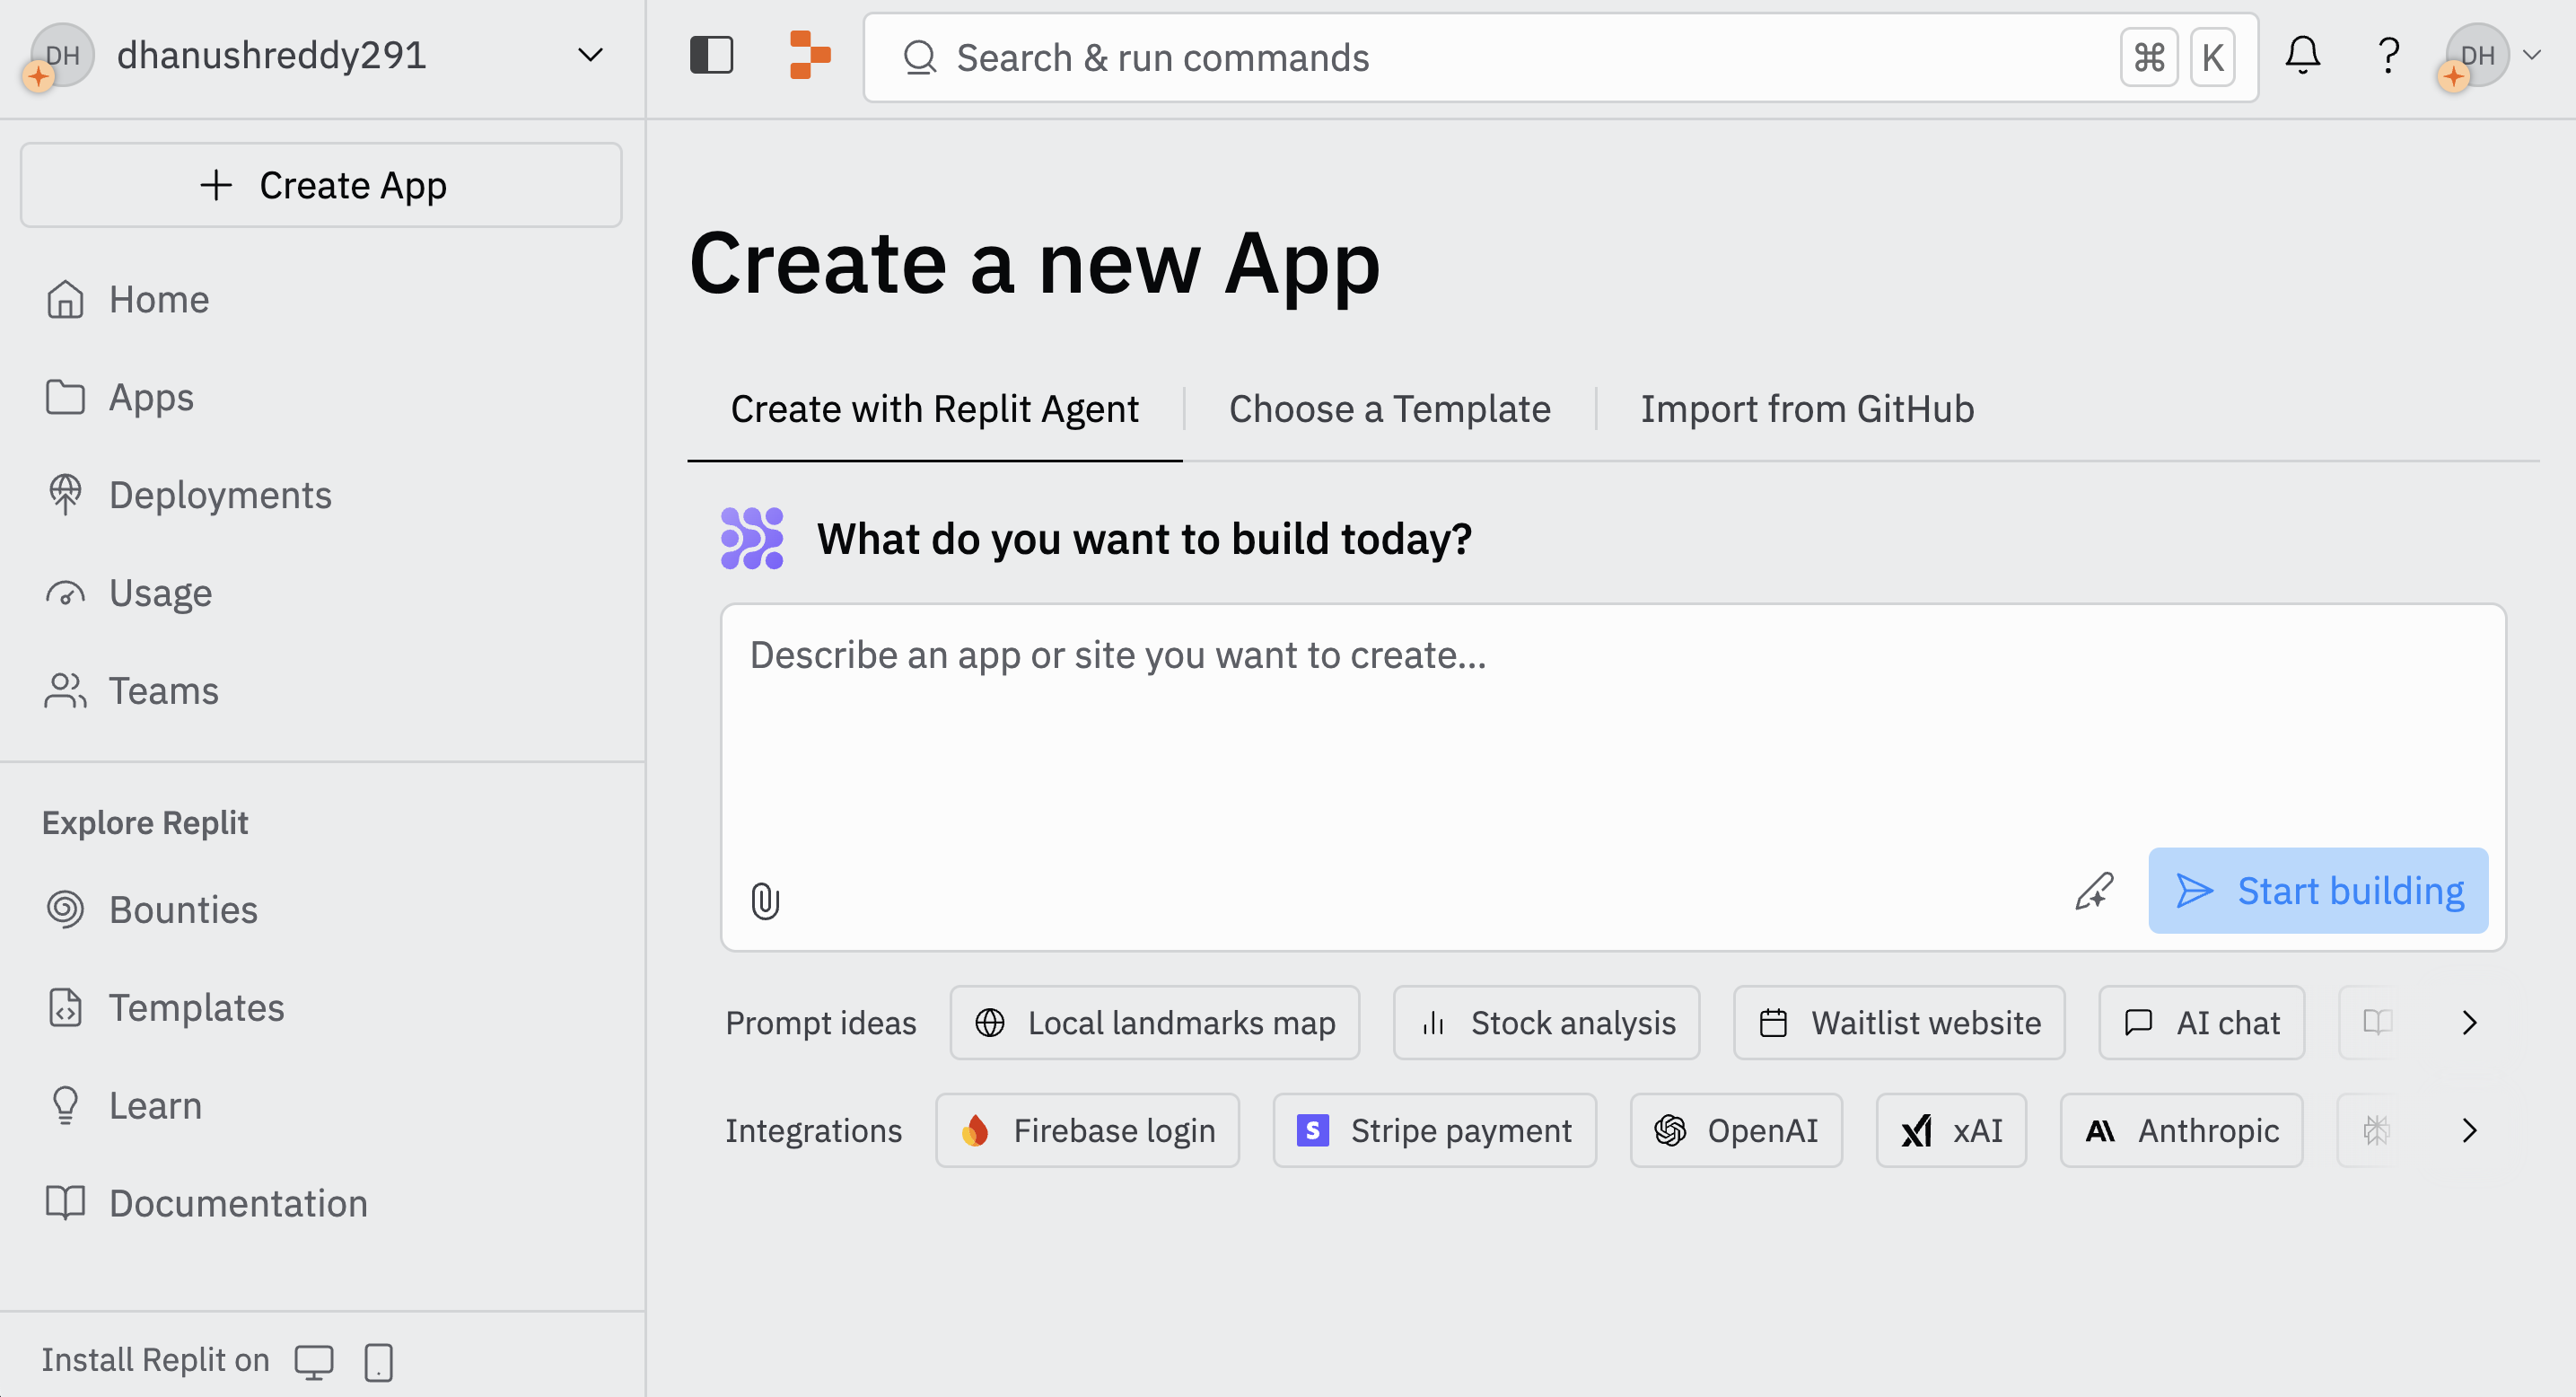 DH dhanushreddy291
Search & run commands ⌘ K
DH
Create App
Home
Apps
Deployments
Usage
Teams
Explore Replit
Bounties
Templates
Learn
Documentation
Install Replit on
Create a new App
Create with Replit Agent
Choose a Template
Import from GitHub
What do you want to build today?
Describe an app or site you want to create...
Start building
Prompt ideas
Local landmarks map
Stock analysis
Waitlist website
AI chat
Integrations
Firebase login
S Stripe payment
OpenAI
xAI
Anthropic